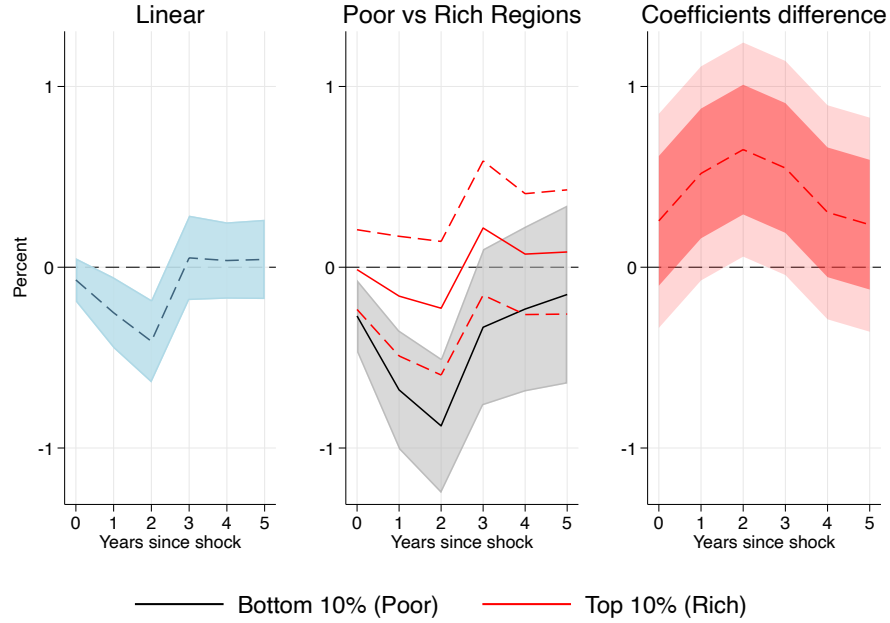 Linear
Poor vs Rich Regions
Coefficients difference
Percent
1
0
-1
0 1 2 3 4 5
Years since shock
1
0
-1
0 1 2 3 4 5
Years since shock
1
0
-1
0 1 2 3 4 5
Years since shock
Bottom 10% (Poor)
Top 10% (Rich)